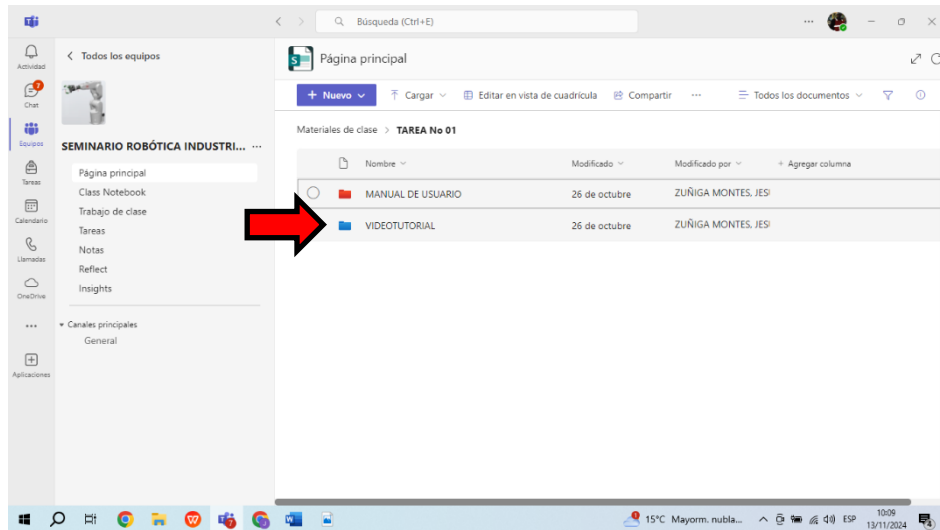 Búsqueda (Ctrl+E)
Actividad
Chat
7
Equipos
Tareas
Calendario
Llamadas
OneDrive
Aplicaciones
Todos los equipos
SEMINARIO ROBÓTICA INDUSTRI...
Página principal
Class Notebook
Trabajo de clase
Tareas
Notas
Reflect
Insights
Canales principales
General
Página principal
+ Nuevo Cargar Editar en vista de cuadrícula Compartir ... Todos los documentos
Materiales de clase > TAREA No 01
Nombre Modificado Modificado por + Agregar columna
MANUAL DE USUARIO 26 de octubre ZUÑIGA MONTES, JES
VIDEOTUTORIAL 26 de octubre ZUÑIGA MONTES, JES
15°C Mayorm. nubla... ESP 10:09
13/11/2024